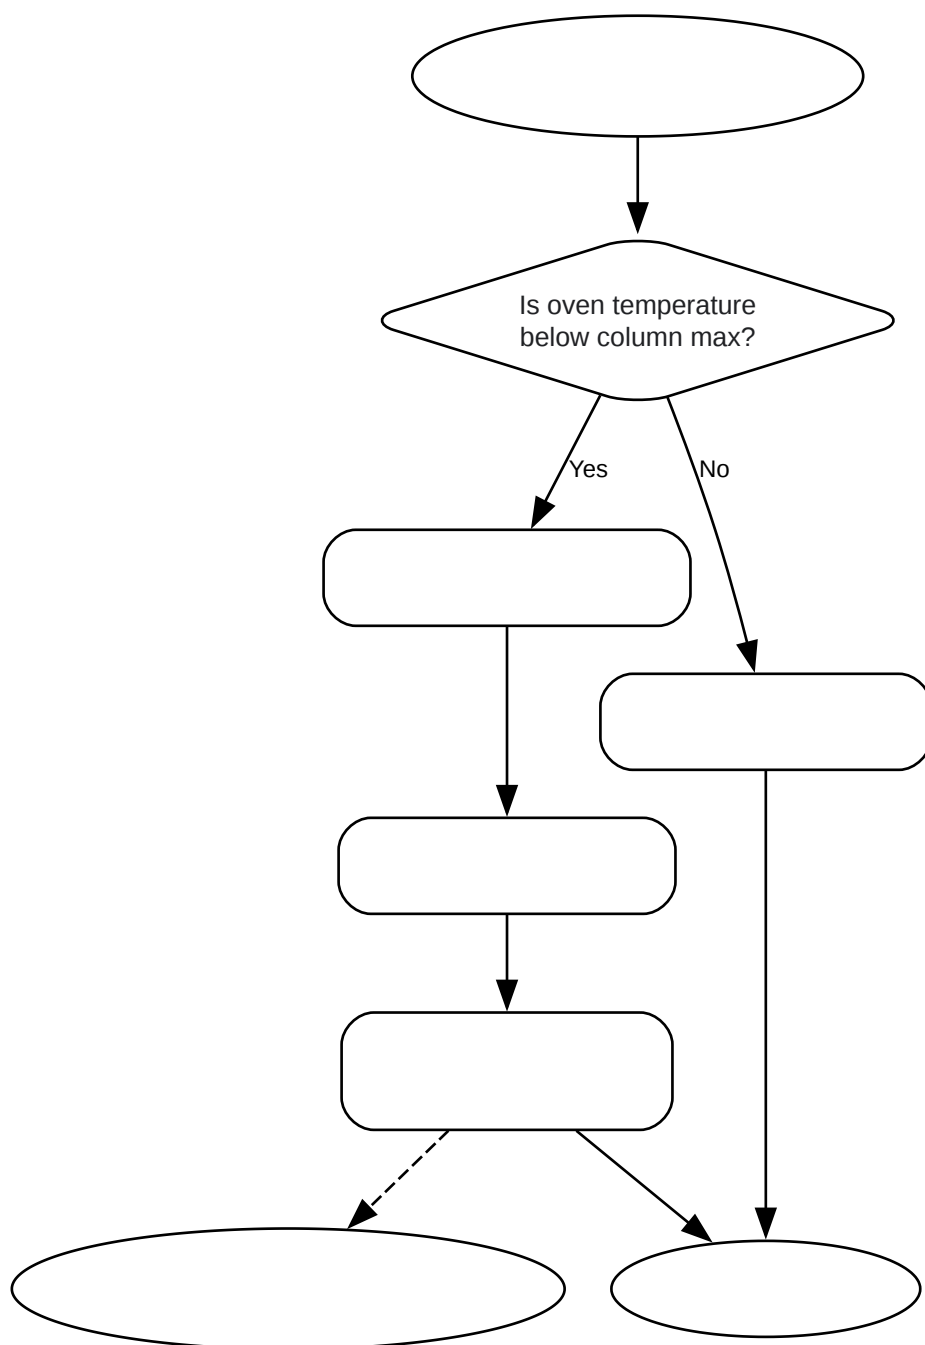 Is oven temperature
below column max?
Yes
No